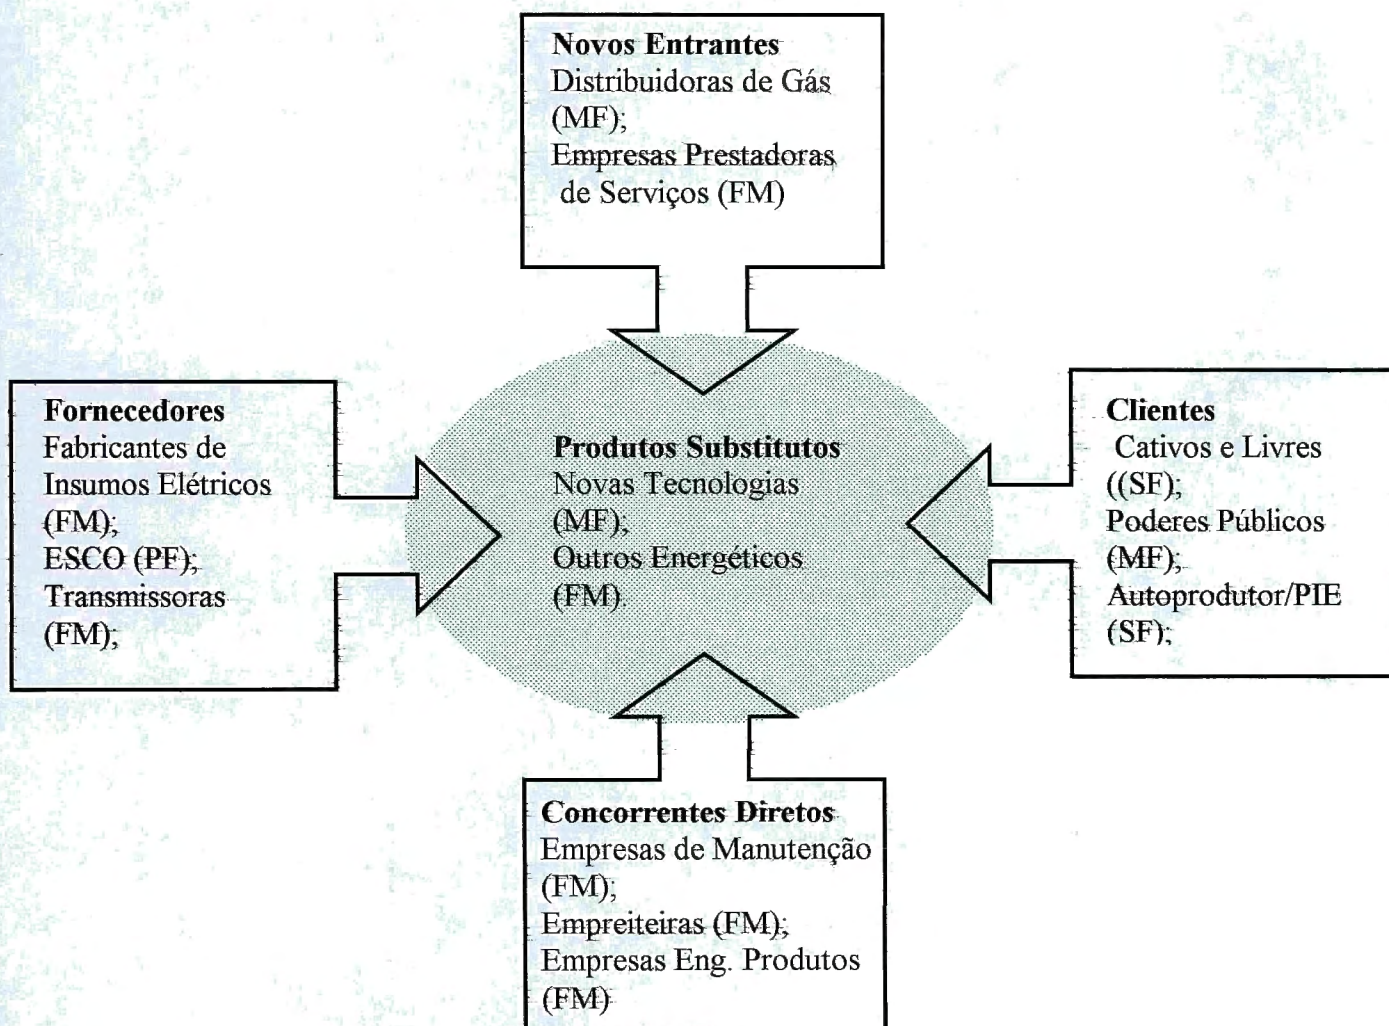 Novos Entrantes
Distribuidoras de Gás
(MF);
Empresas Prestadoras
de Serviços (FM)
Fornecedores
Fabricantes de
Insumos Elétricos
(FM);
ESCO (PF);
Transmissoras
(FM);
Produtos Substitutos
Novas Tecnologias
(MF);
Outros Energéticos
(FM).
Clientes
Cativos e Livres
((SF);
Poderes Públicos
(MF);
Autoprodutor/PIE
(SF);
Concorrentes Diretos
Empresas de Manutenção
(FM);
Empreiteiras (FM);
Empresas Eng. Produtos
(FM)